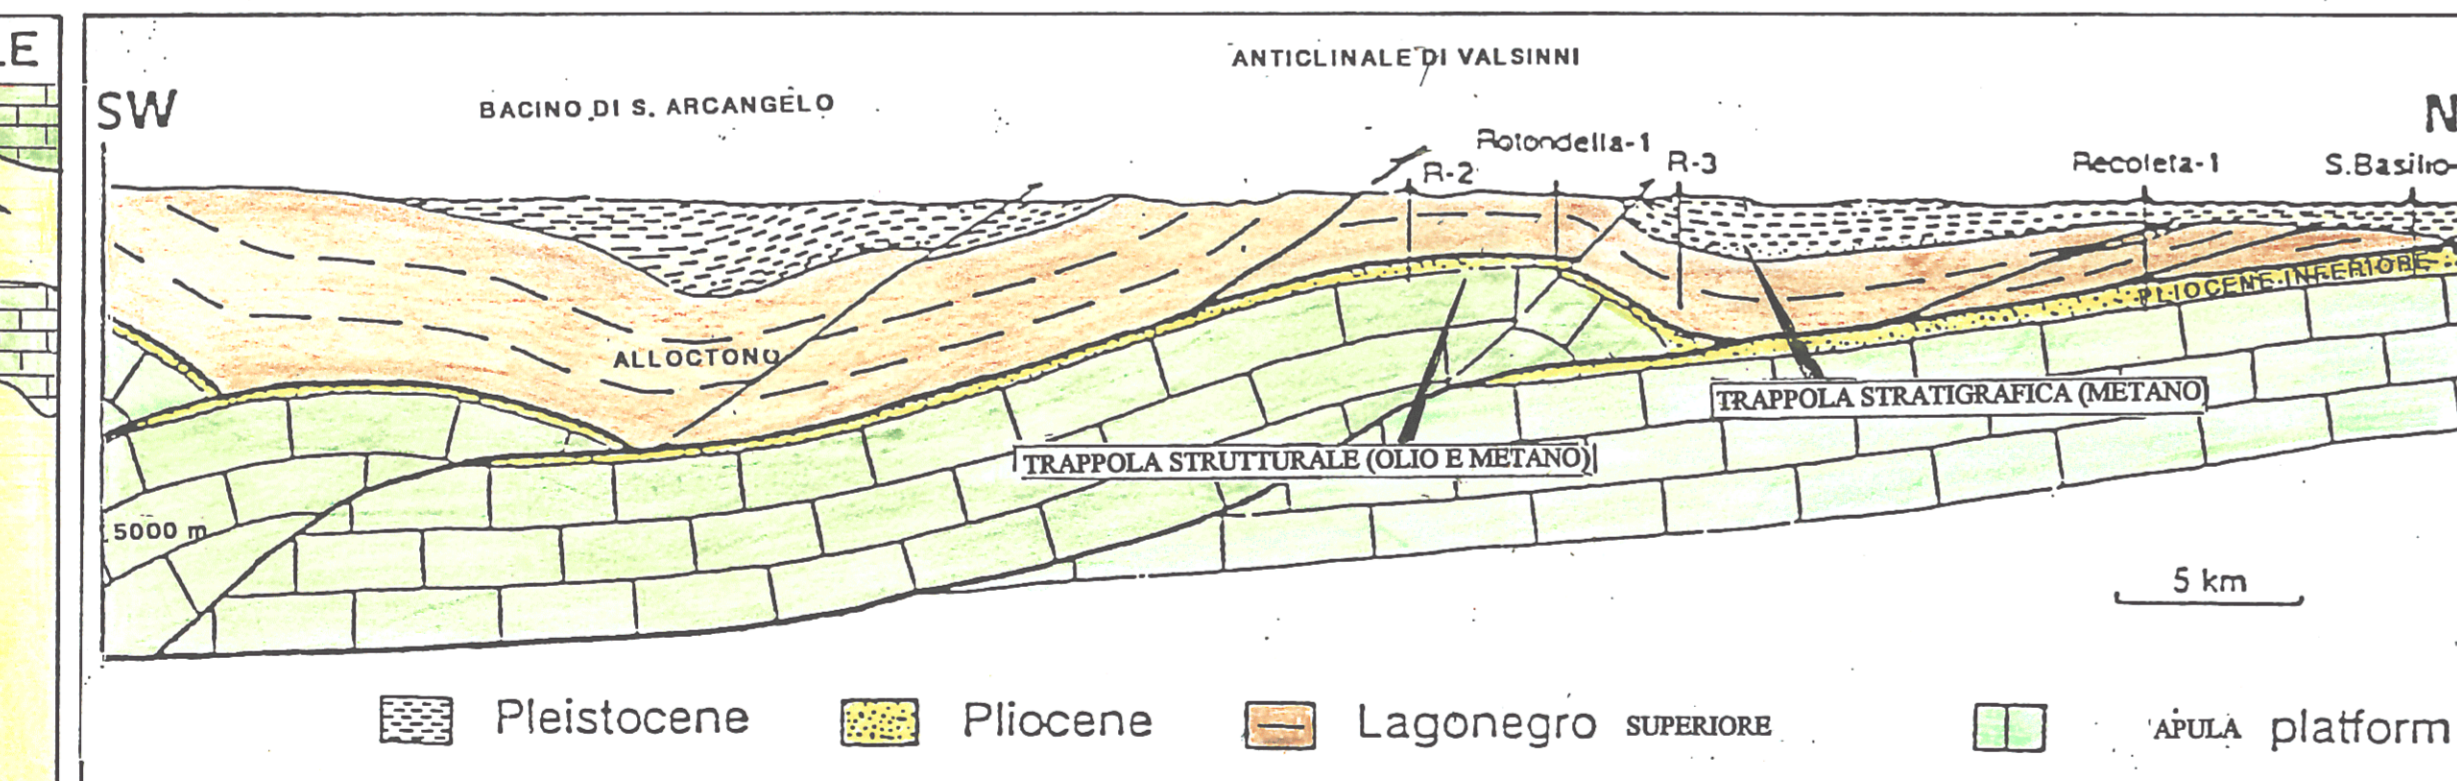 LE
ANTICLINALE DI VALSINNI
SW
BACINO DI S. ARCANGELO
N
Rotondella-1
R-2
R-3
Recoleta-1
S.Basilio-
ALLOCTONO
PLIOCENE INFERIORE
TRAPPOLA STRATIGRAFICA (METANO)
TRAPPOLA STRUTTURALE (OLIO E METANO)
5000 m
5 km
Pleistocene
Pliocene
Lagonegro SUPERIORE
APULA platform